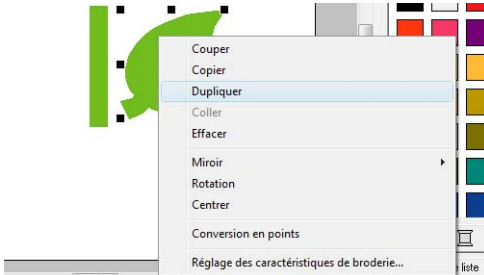 Couper
Copier
Dupliquer
Coller
Effacer
Miroir
Rotation
Centrer
Conversion en points
Réglage des caractéristiques de broderie...
liste